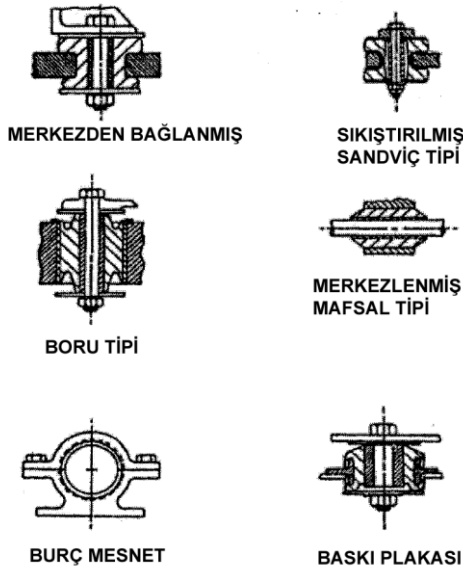 MERKEZDEN BAĞLANMIŞ
SIKIŞTIRILMIŞ
SANDVİÇ TİPİ
BORU TİPİ
MERKEZLENMİŞ
MAFSAL TİPİ
BURÇ MESNET
BASKI PLAKASI